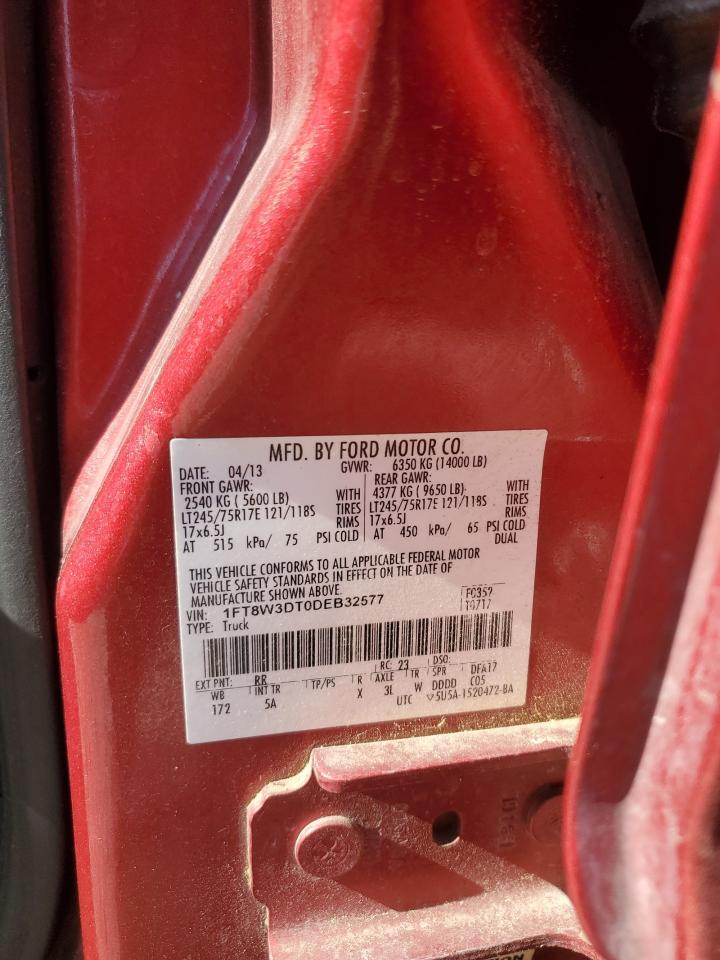 MFD. BY FORD MOTOR CO.
DATE: 04/13 GVWR: 6350 KG (14000 LB)
FRONT GAWR: REAR GAWR:
2540 KG ( 5600 LB) WITH 4377 KG ( 9650 LB) WITH
LT245/75R17E 121/118S TIRES LT245/75R17E 121/118S TIRES
17x6.5J RIMS 17x6.5J RIMS
AT 515 kPa/ 75 PSI COLD AT 450 kPa/ 65 PSI COLD
DUAL
THIS VEHICLE CONFORMS TO ALL APPLICABLE FEDERAL MOTOR
VEHICLE SAFETY STANDARDS IN EFFECT ON THE DATE OF
MANUFACTURE SHOWN ABOVE.
VIN: 1FT8W3DT0DEB32577
TYPE: Truck
T0717
RC: 23 DSO:
EXT PNT: RR
WB INT TR TP/PS R AXLE TR SPR DFA17
172 5A X 3L W DDDD C05
UTC ▽5U5A-1520472-BA